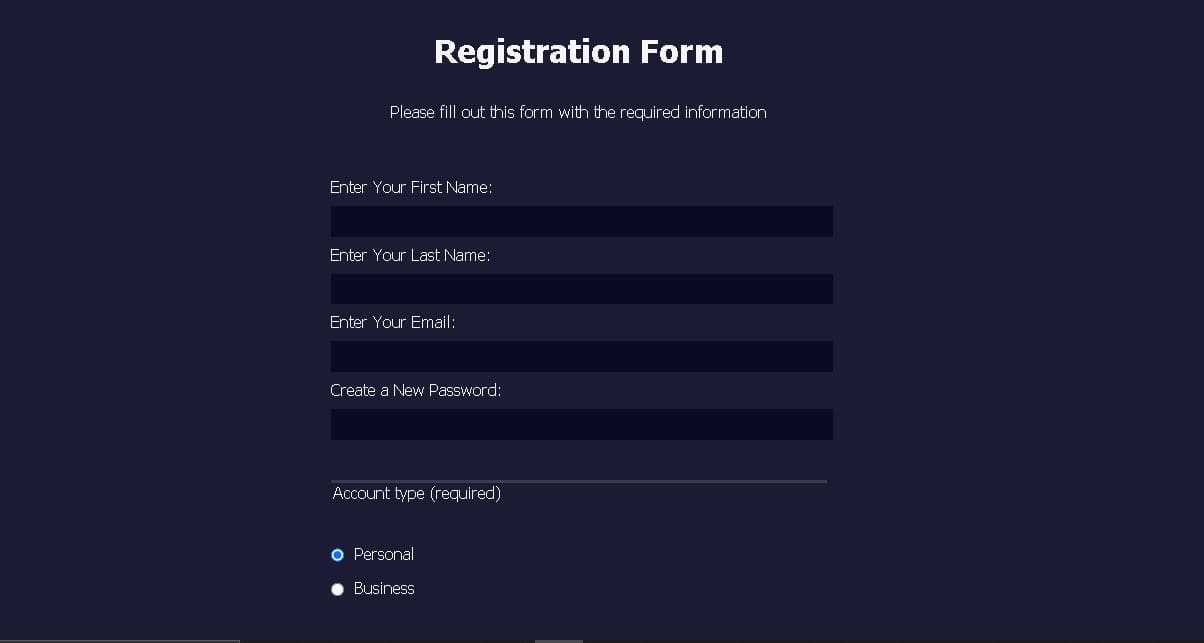 Registration Form
Please fill out this form with the required information
Enter Your First Name:
Enter Your Last Name:
Enter Your Email:
Create a New Password:
Account type (required)
Personal
Business